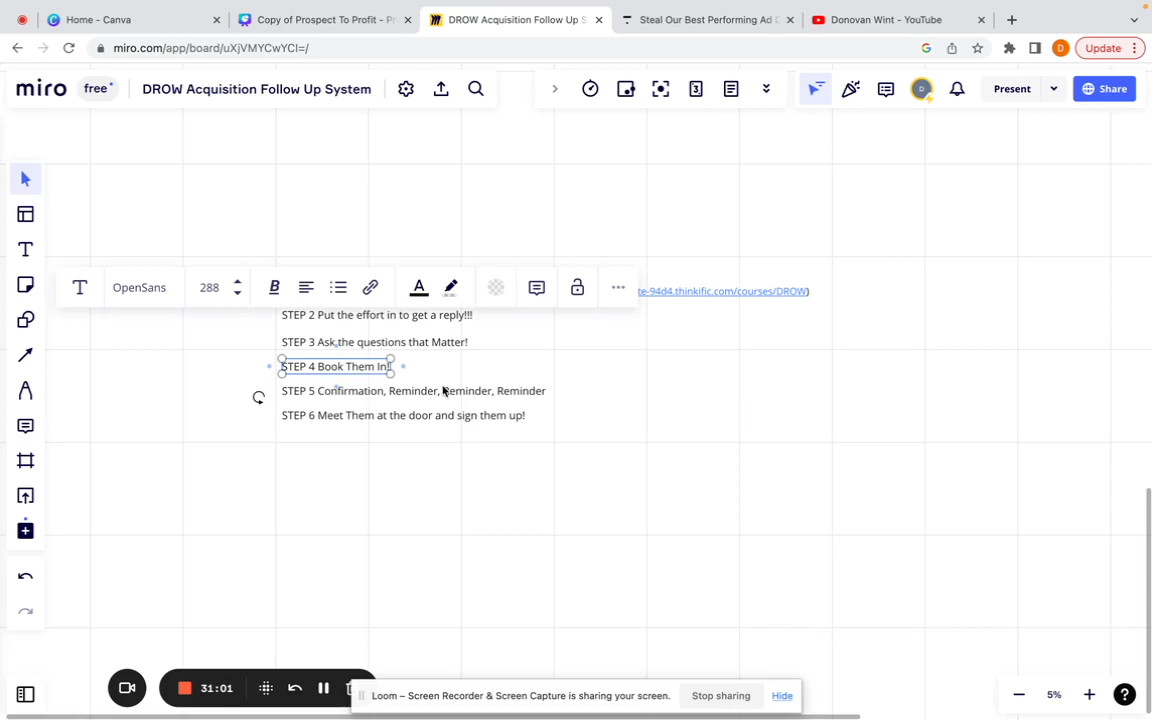 Home - Canva
Copy of Prospect To Profit - Pr
DROW Acquisition Follow Up S
Steal Our Best Performing Ad C
Donovan Wint - YouTube
miro.com/app/board/uXjVMYCwYCI=/
G
D
Update
miro
free
DROW Acquisition Follow Up System
3
D
Present
Share
T
OpenSans
288
B
A
te-94d4.thinkific.com/courses/DROW)
STEP 2 Put the effort in to get a reply!!!
STEP 3 Ask the questions that Matter!
STEP 4 Book Them In!!
STEP 5 Confirmation, Reminder, Reminder, Reminder
STEP 6 Meet Them at the door and sign them up!
31:01
Loom – Screen Recorder & Screen Capture is sharing your screen.
Stop sharing
Hide
5%